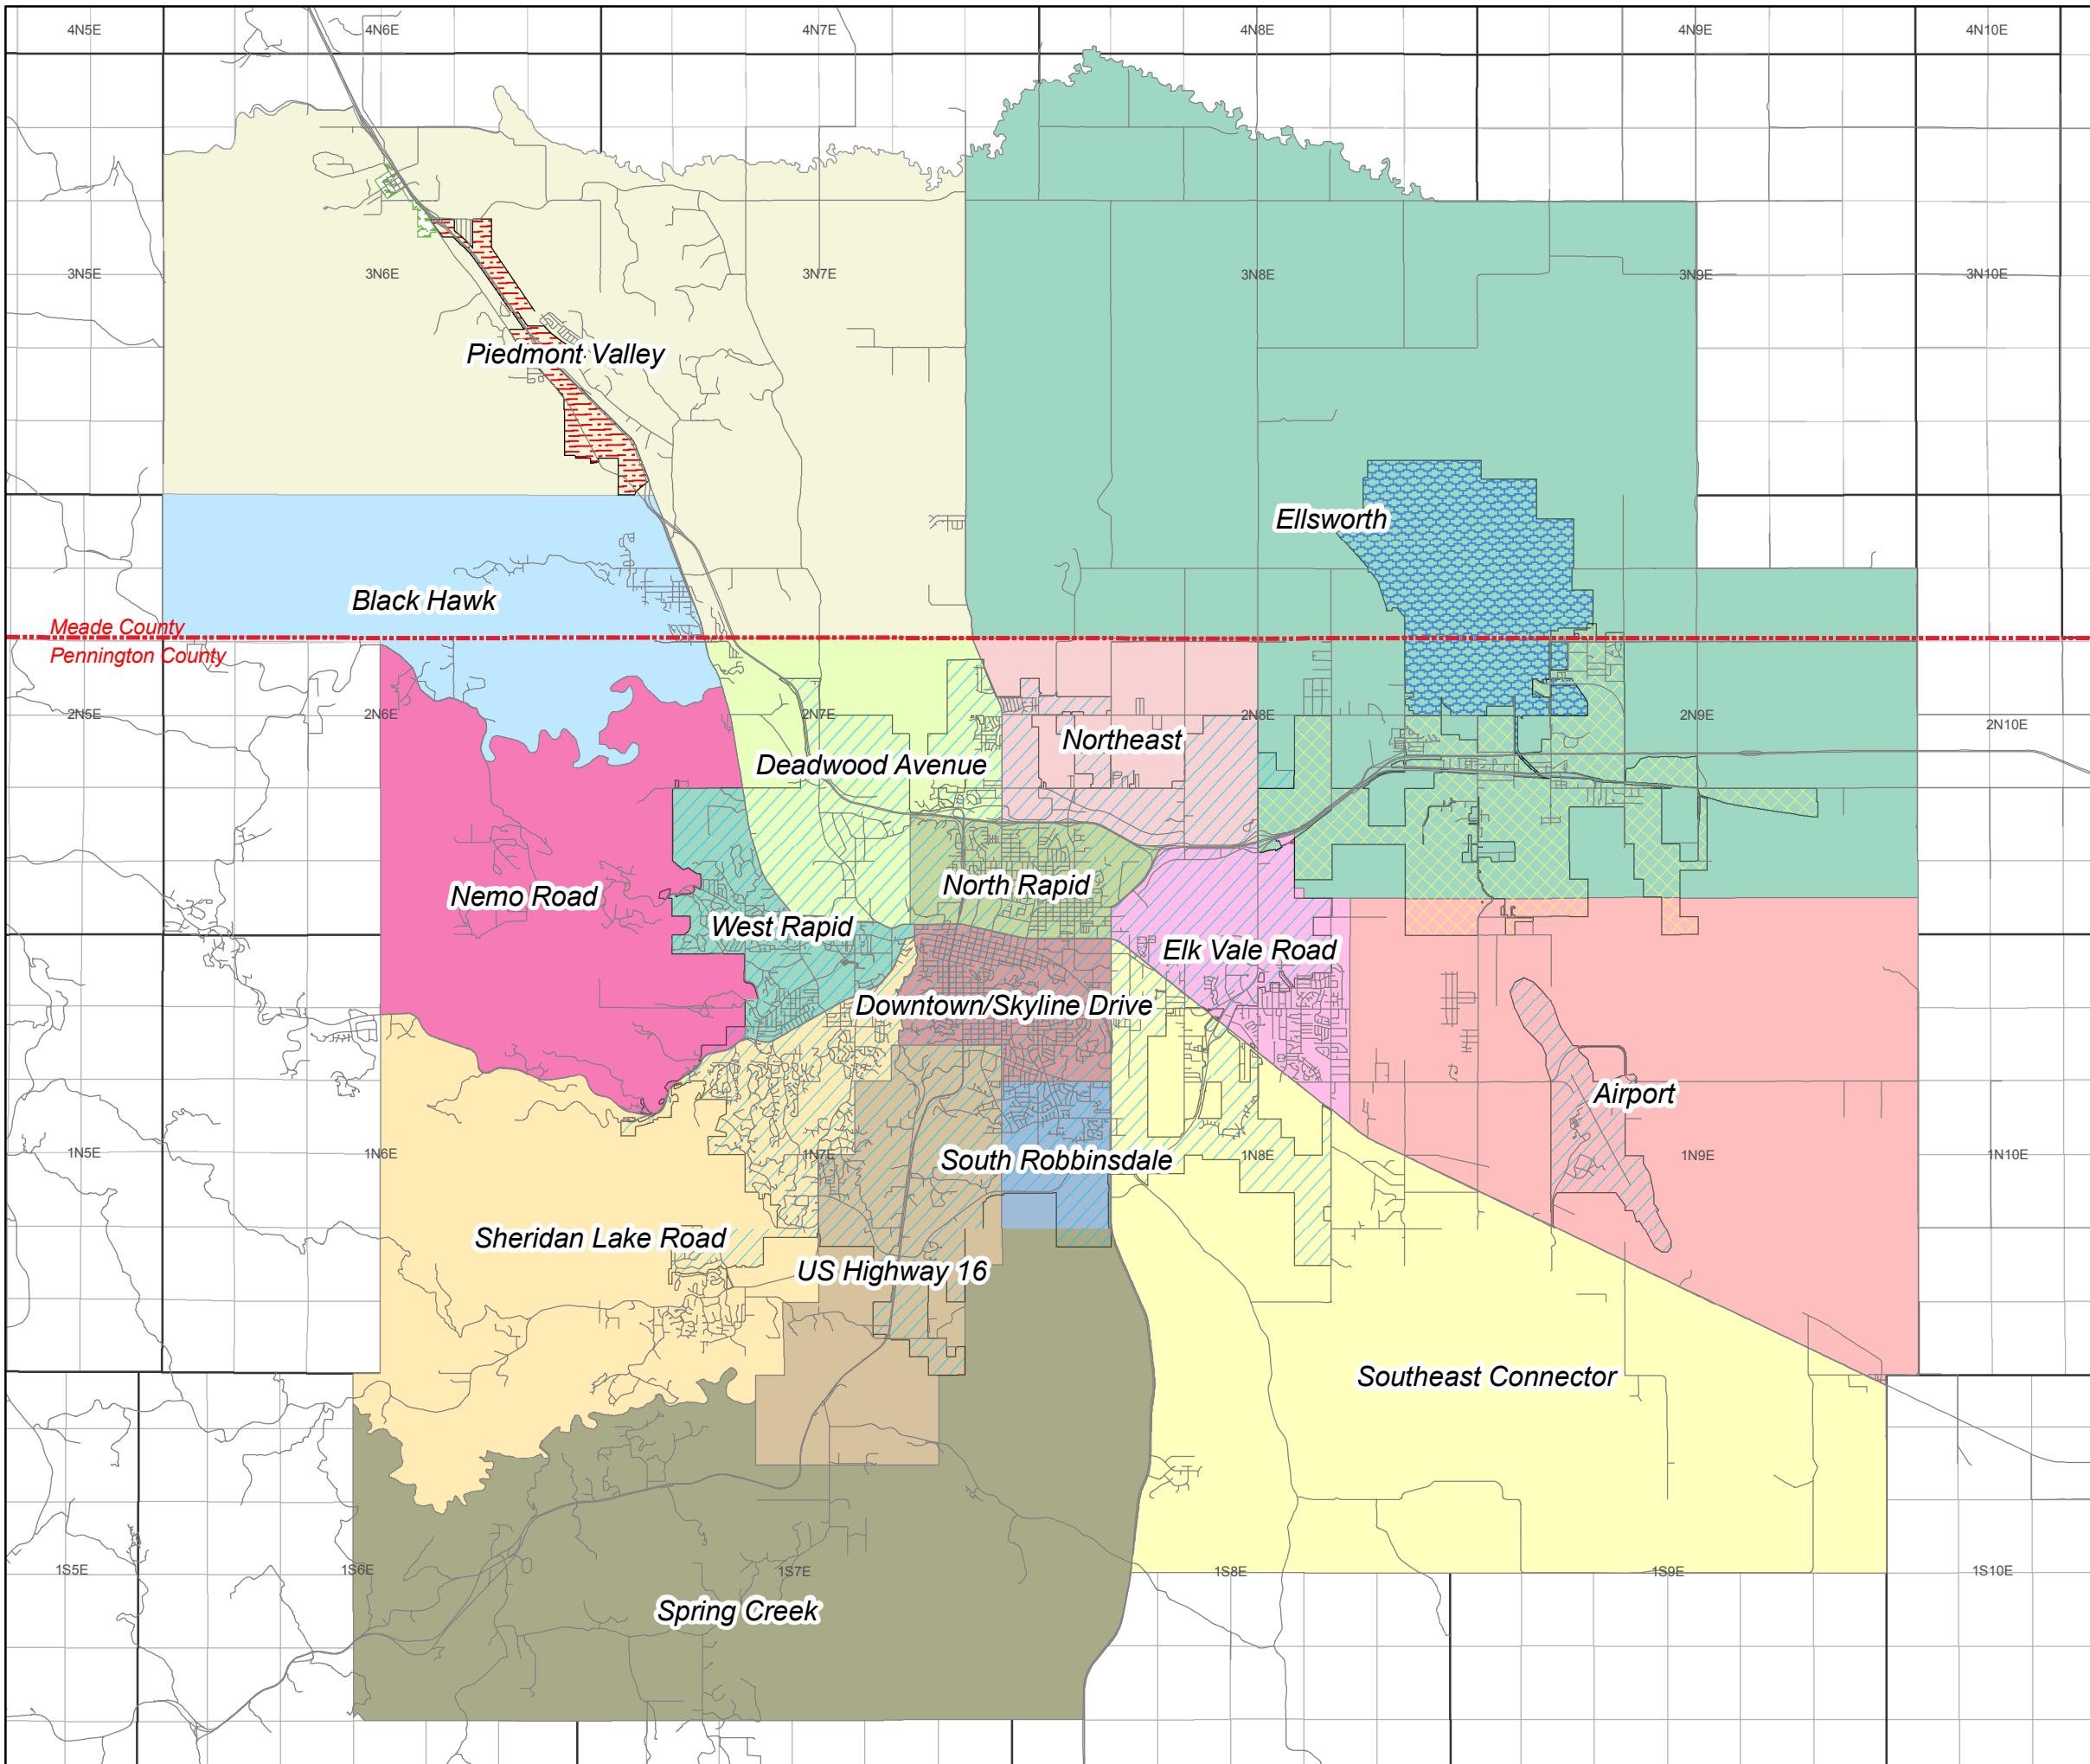 4N5E
4N6E
4N7E
4N8E
4N9E
4N10E
3N5E
3N6E
3N7E
3N8E
3N9E
3N10E
Piedmont Valley
Ellsworth
Black Hawk
Meade County
Pennington County
2N5E
2N6E
2N7E
2N8E
2N9E
2N10E
Northeast
Deadwood Avenue
North Rapid
Nemo Road
West Rapid
Elk Vale Road
Downtown/Skyline Drive
Airport
1N5E
1N6E
1N7E
1N8E
1N9E
1N10E
South Robbinsdale
Sheridan Lake Road
US Highway 16
Southeast Connector
1S5E
1S6E
1S7E
1S8E
1S9E
1S10E
Spring Creek